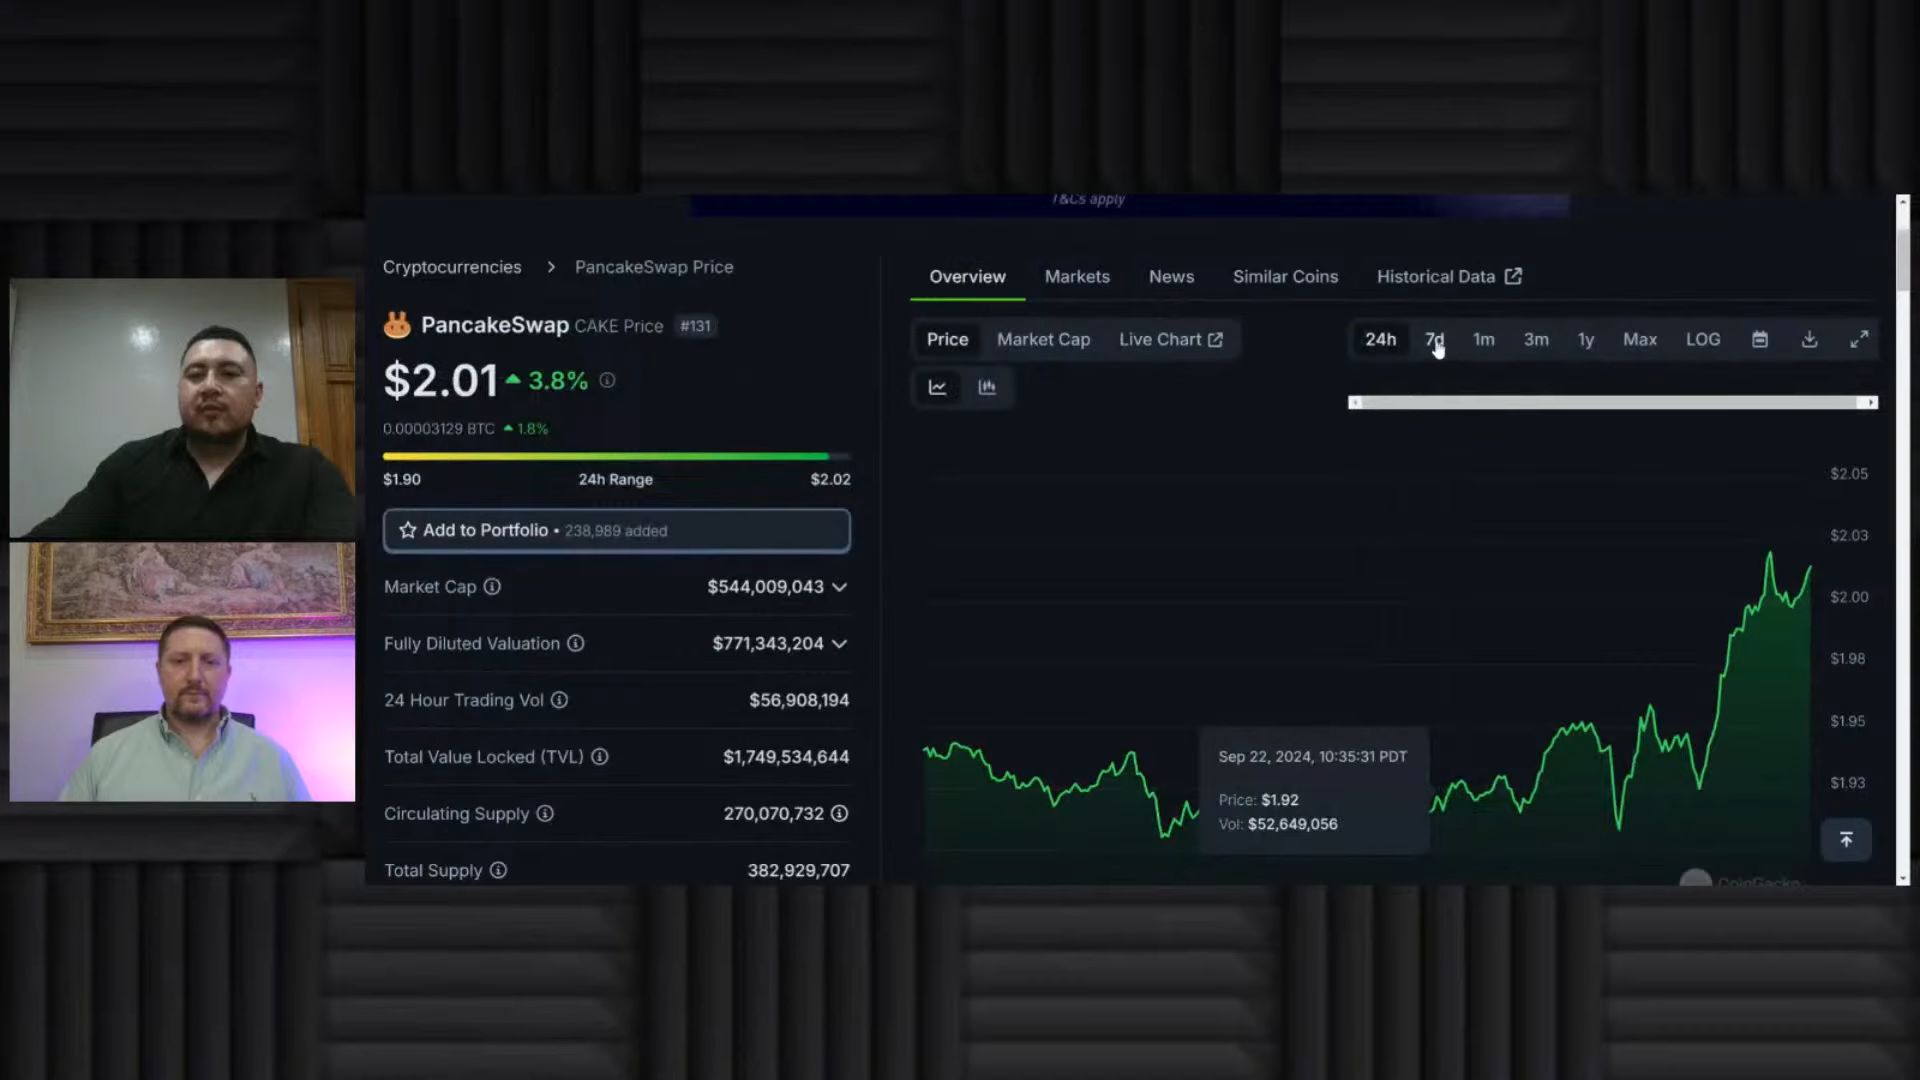 T&Cs apply
Cryptocurrencies > PancakeSwap Price
PancakeSwap CAKE Price #131
$2.01 3.8%
0.00003129 BTC 1.8%
$1.90 24h Range $2.02
Add to Portfolio • 238,989 added
Market Cap $544,009,043
Fully Diluted Valuation $771,343,204
24 Hour Trading Vol $56,908,194
Total Value Locked (TVL) $1,749,534,644
Circulating Supply 270,070,732
Total Supply 382,929,707
Overview Markets News Similar Coins Historical Data
Price Market Cap Live Chart
24h 7d 1m 3m 1y Max LOG
$2.05
$2.03
$2.00
$1.98
$1.95
$1.93
Sep 22, 2024, 10:35:31 PDT
Price: $1.92
Vol: $52,649,056
CoinGecko